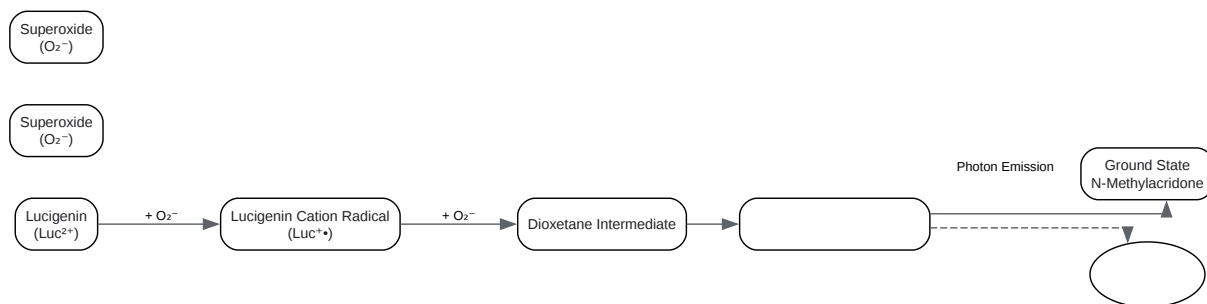 Superoxide
(O₂⁻)
Superoxide
(O₂⁻)
Photon Emission
Ground State
N-Methylacridone
Lucigenin
(Luc²⁺)
+ O₂⁻
Lucigenin Cation Radical
(Luc⁺•)
+ O₂⁻
Dioxetane Intermediate